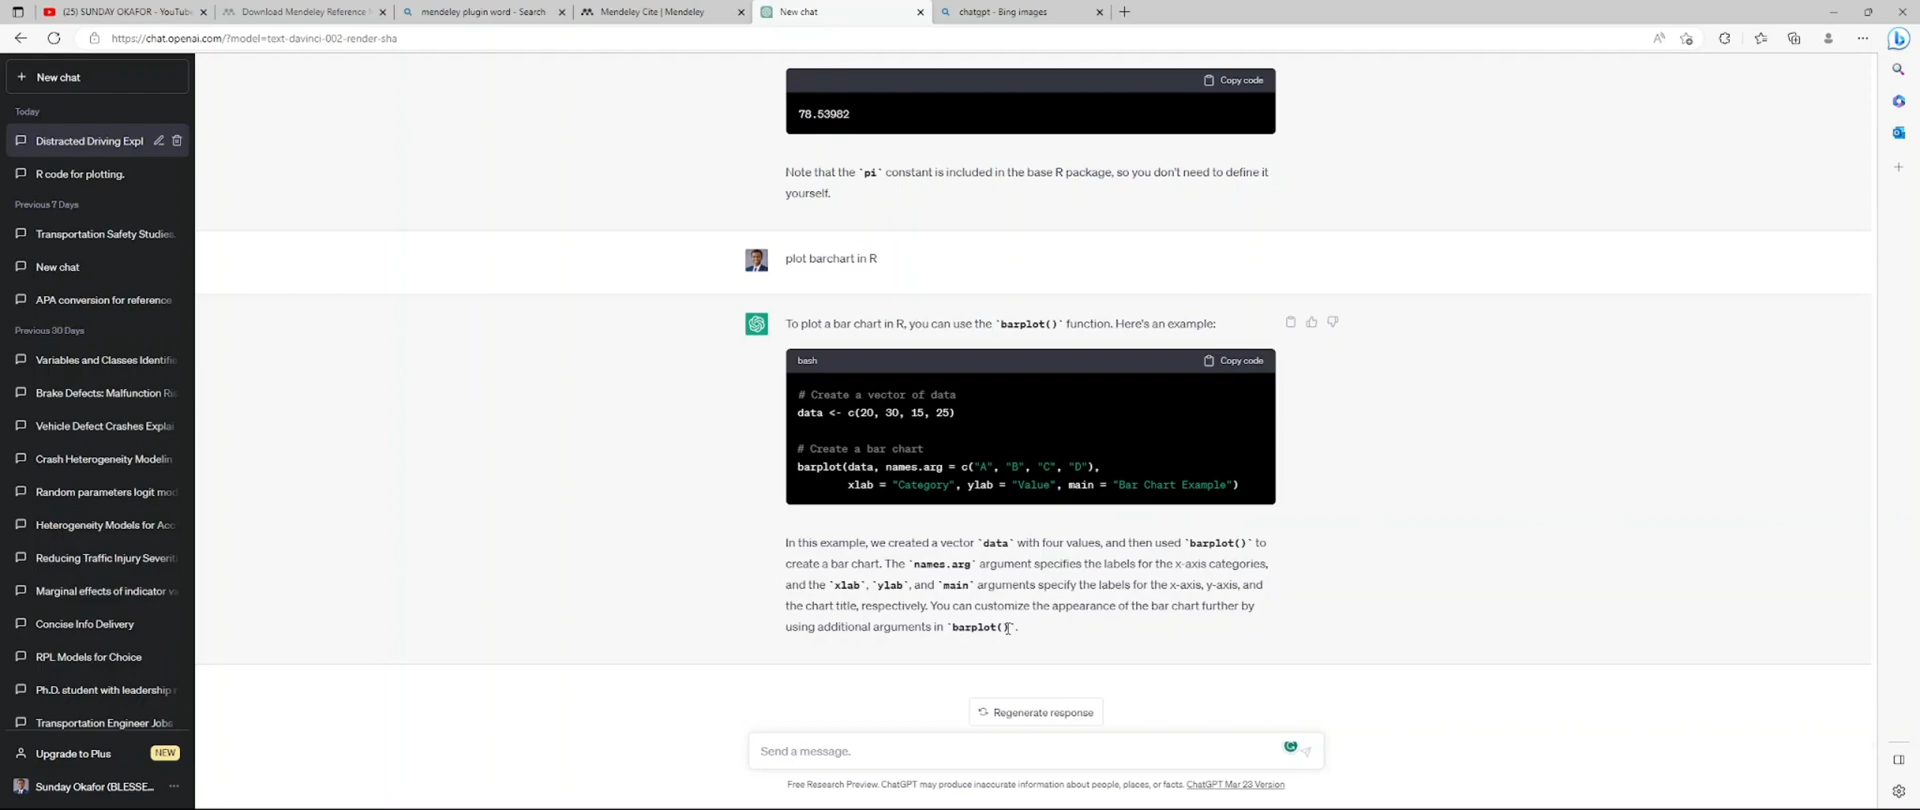 (25) SUNDAY OKAFOR - YouTube
Download Mendeley Reference M
mendeley plugin word - Search
Mendeley Cite | Mendeley
New chat
chatgpt - Bing images
https://chat.openai.com/?model=text-davinci-002-render-sha
New chat
Today
Distracted Driving Expl
R code for plotting.
Previous 7 Days
Transportation Safety Studies.
New chat
APA conversion for reference
Previous 30 Days
Variables and Classes Identifi
Brake Defects: Malfunction Ris
Vehicle Defect Crashes Explai
Crash Heterogeneity Modelin
Random parameters logit mod
Heterogeneity Models for Acc
Reducing Traffic Injury Severiti
Marginal effects of indicator va
Concise Info Delivery
RPL Models for Choice
Ph.D. student with leadership e
Transportation Engineer Jobs
Upgrade to Plus
NEW
Sunday Okafor (BLESSE...
Copy code
78.53982
Note that the `pi` constant is included in the base R package, so you don't need to define it
yourself.
plot barchart in R
To plot a bar chart in R, you can use the `barplot()` function. Here's an example:
bash
Copy code
# Create a vector of data
data <- c(20, 30, 15, 25)
# Create a bar chart
barplot(data, names.arg = c("A", "B", "C", "D"),
xlab = "Category", ylab = "Value", main = "Bar Chart Example")
In this example, we created a vector `data` with four values, and then used `barplot()` to
create a bar chart. The `names.arg` argument specifies the labels for the x-axis categories,
and the `xlab`, `ylab`, and `main` arguments specify the labels for the x-axis, y-axis, and
the chart title, respectively. You can customize the appearance of the bar chart further by
using additional arguments in `barplot()`.
Regenerate response
Send a message.
Free Research Preview. ChatGPT may produce inaccurate information about people, places, or facts. ChatGPT Mar 23 Version